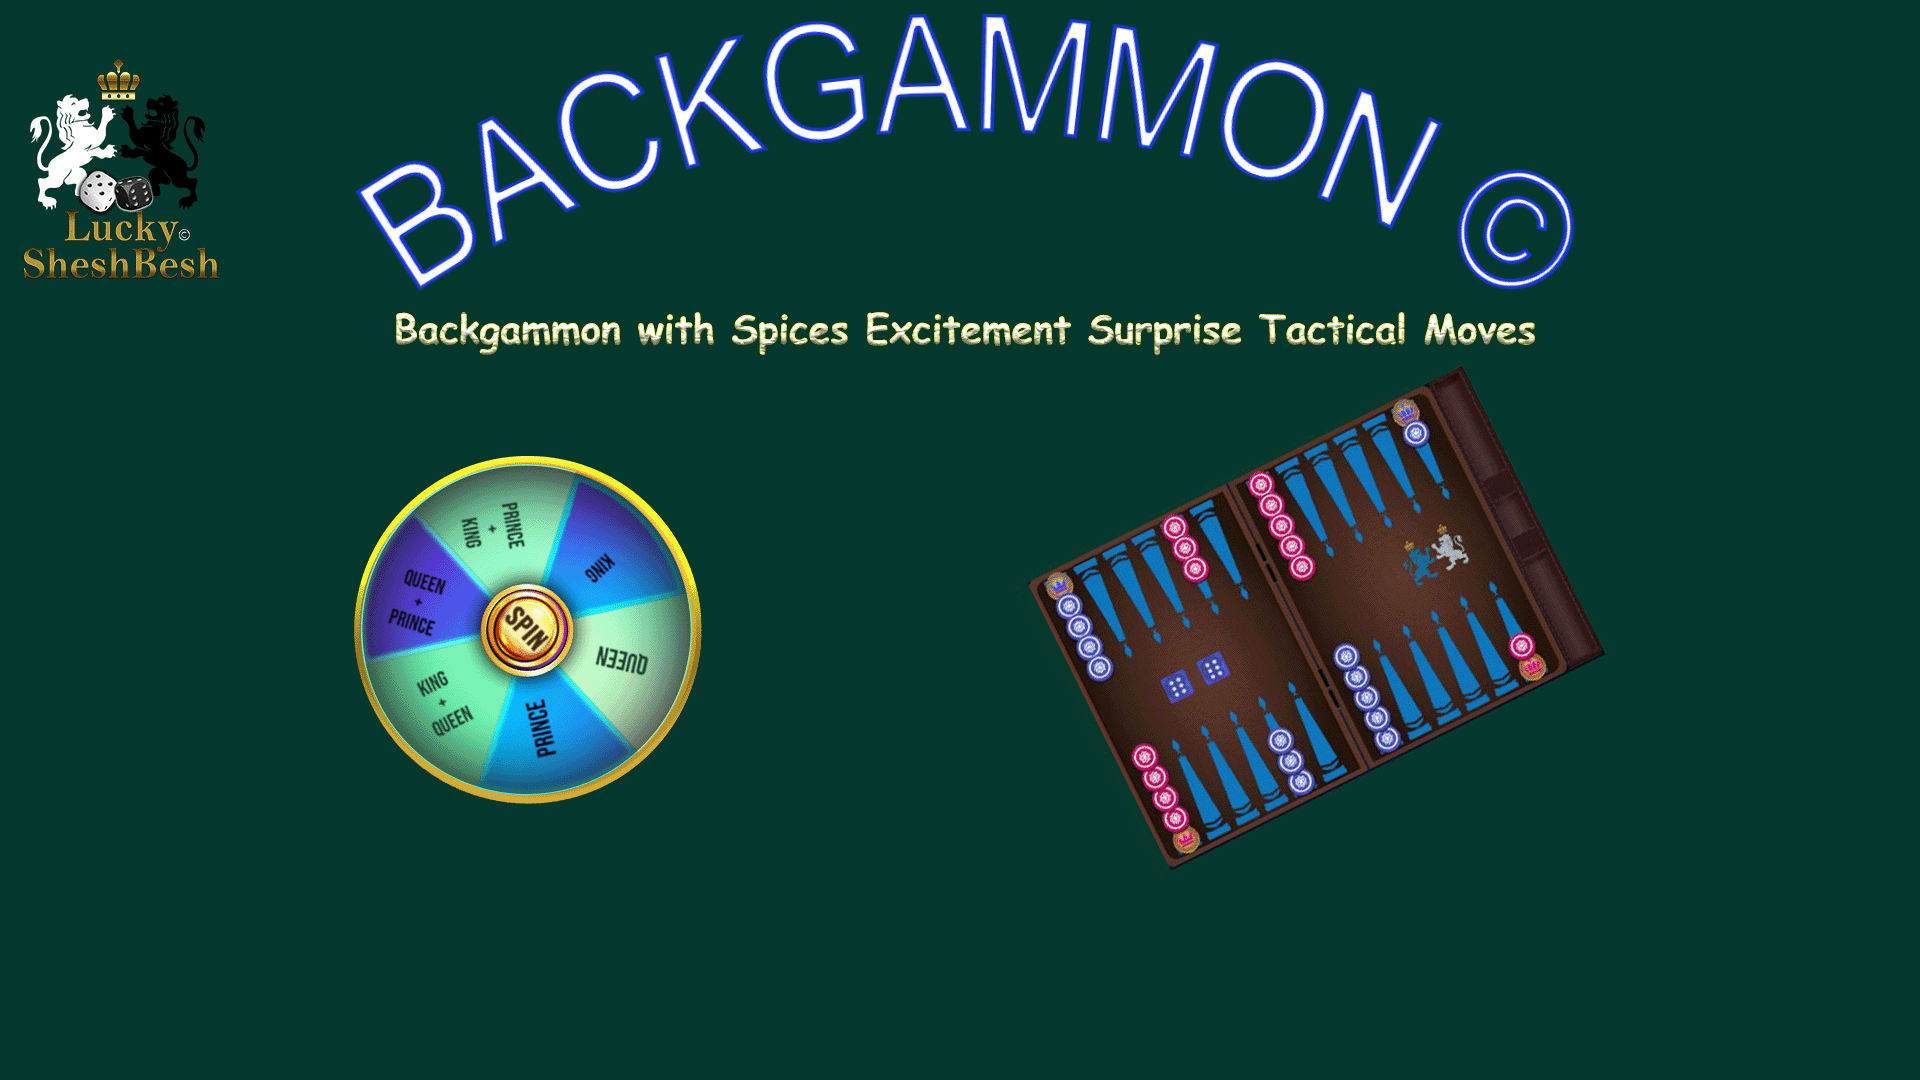 BACKGAMMON ©
Lucky©
SheshBesh
Backgammon with Spices Excitement Surprise Tactical Moves
PRINCE
+
KING
KING
QUEEN
+
PRINCE
SPIN
QUEEN
KING
+
QUEEN
PRINCE